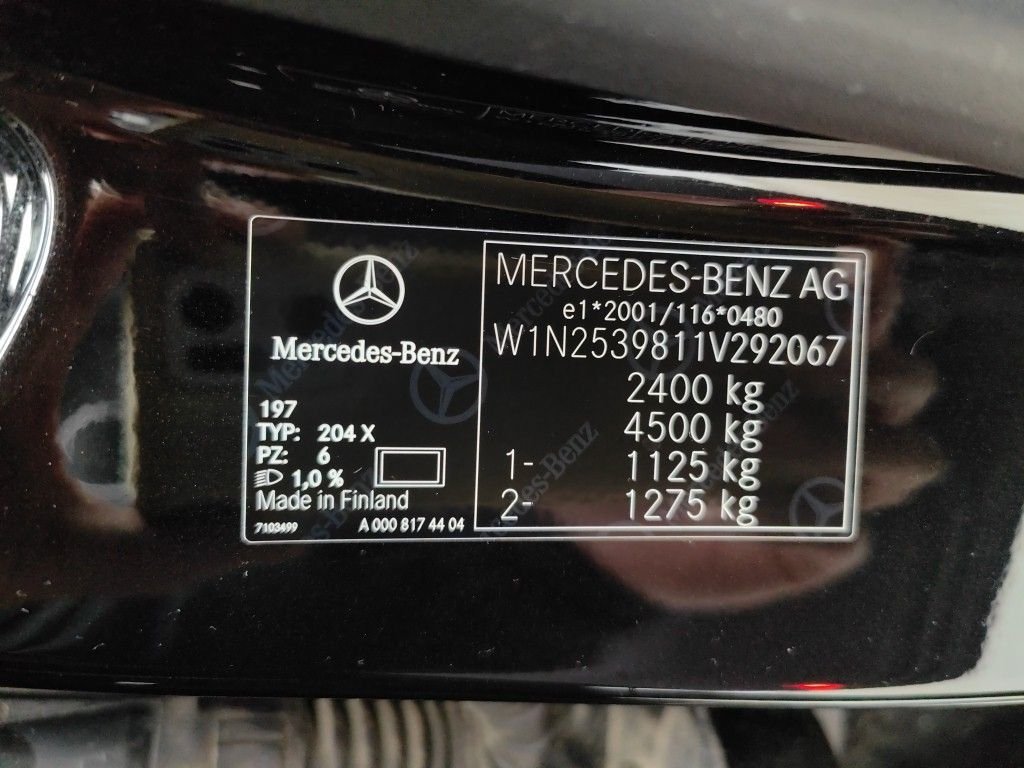 Mercedes-Benz
197
TYP: 204 X
PZ: 6
1,0 %
Made in Finland
7103499 A 000 817 44 04
MERCEDES-BENZ AG
e1*2001/116*0480
W1N2539811V292067
2400 kg
4500 kg
1- 1125 kg
2- 1275 kg